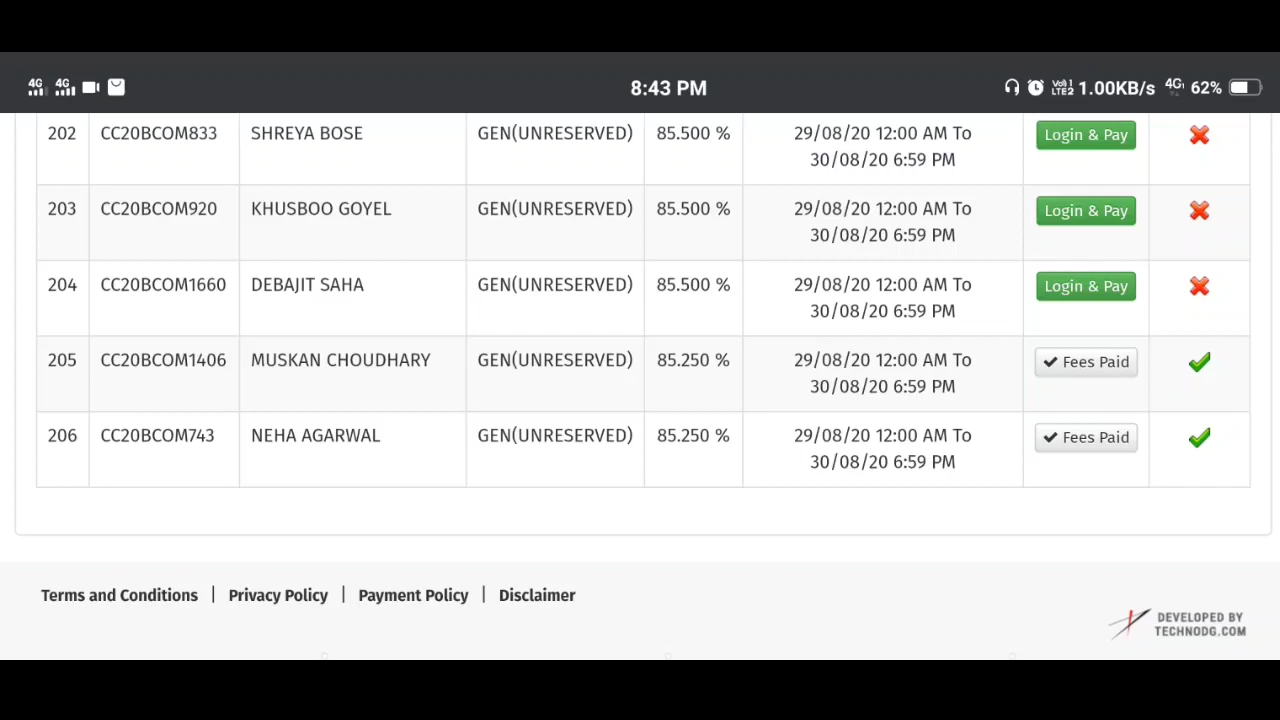 4G 4G 8:43 PM Vo1) LTE2 1.00KB/s 4G 62%
202 CC20BCOM833 SHREYA BOSE GEN(UNRESERVED) 85.500 % 29/08/20 12:00 AM To Login & Pay
30/08/20 6:59 PM
203 CC20BCOM920 KHUSBOO GOYEL GEN(UNRESERVED) 85.500 % 29/08/20 12:00 AM To Login & Pay
30/08/20 6:59 PM
204 CC20BCOM1660 DEBAJIT SAHA GEN(UNRESERVED) 85.500 % 29/08/20 12:00 AM To Login & Pay
30/08/20 6:59 PM
205 CC20BCOM1406 MUSKAN CHOUDHARY GEN(UNRESERVED) 85.250 % 29/08/20 12:00 AM To Fees Paid
30/08/20 6:59 PM
206 CC20BCOM743 NEHA AGARWAL GEN(UNRESERVED) 85.250 % 29/08/20 12:00 AM To Fees Paid
30/08/20 6:59 PM
Terms and Conditions | Privacy Policy | Payment Policy | Disclaimer
DEVELOPED BY
TECHNODG.COM